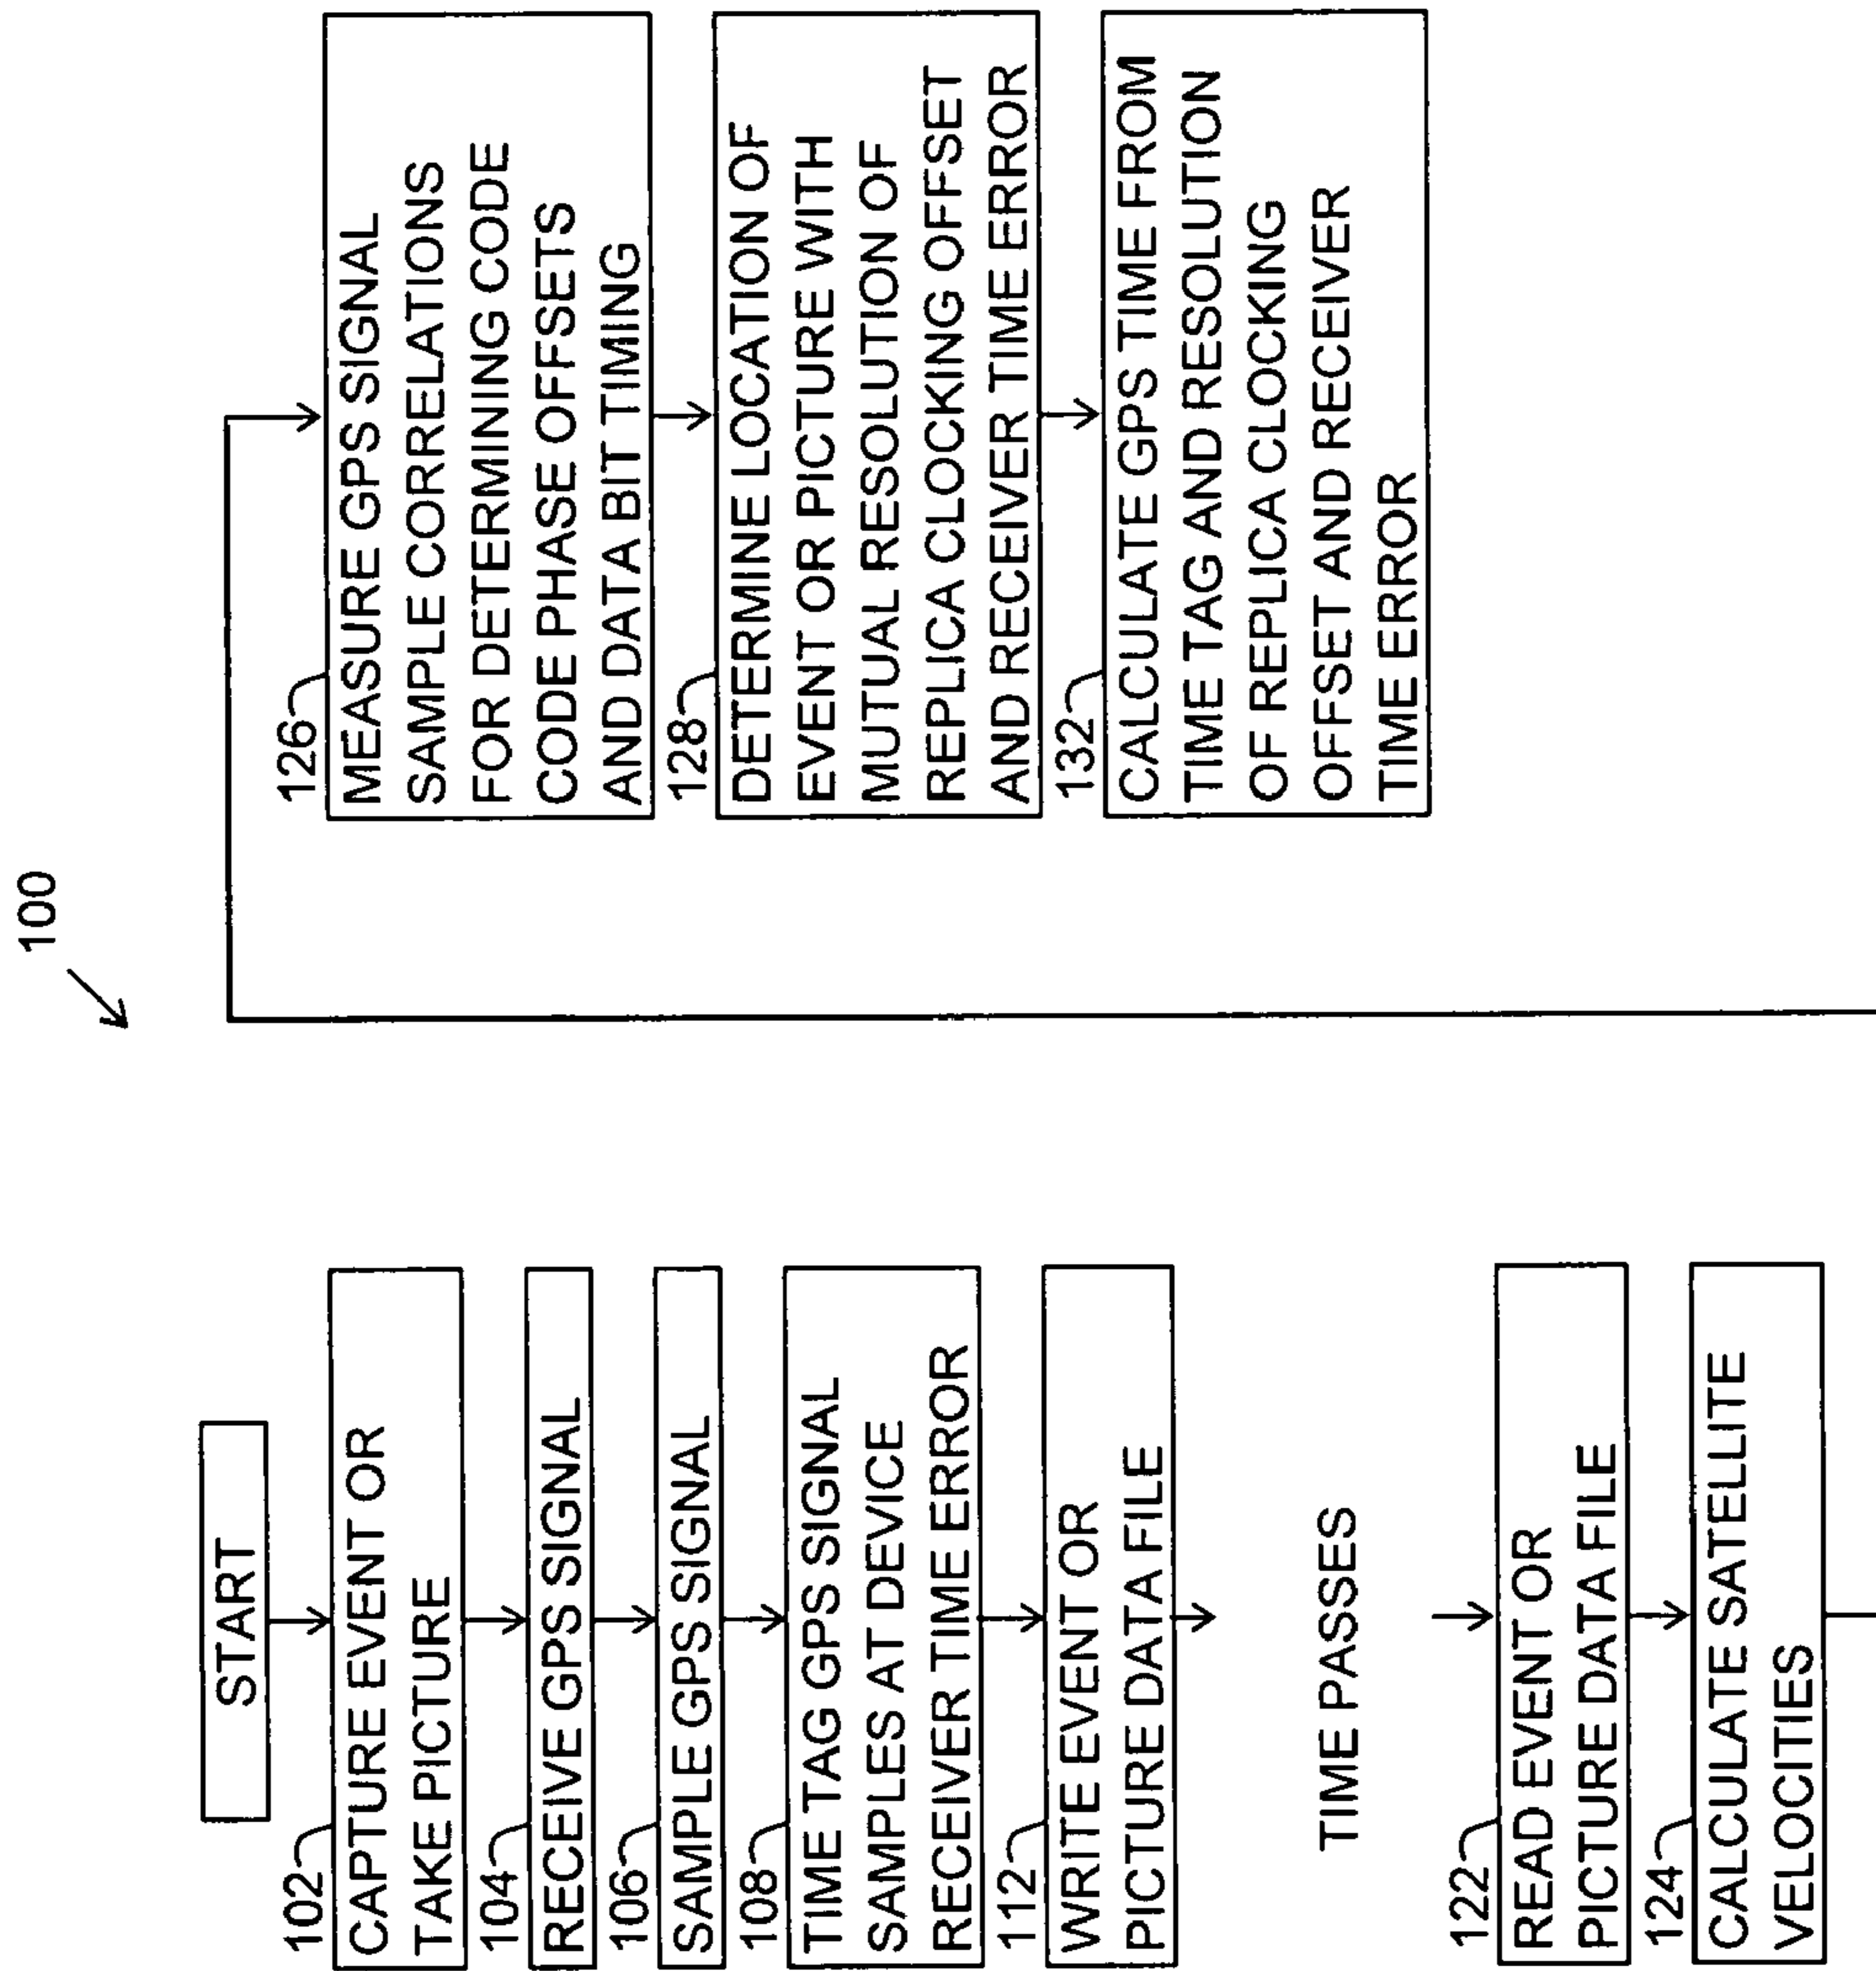 100
START
102
CAPTURE EVENT OR
TAKE PICTURE
104
RECEIVE GPS SIGNAL
106
SAMPLE GPS SIGNAL
108
TIME TAG GPS SIGNAL
SAMPLES AT DEVICE
RECEIVER TIME ERROR
112
WRITE EVENT OR
PICTURE DATA FILE
TIME PASSES
122
READ EVENT OR
PICTURE DATA FILE
124
CALCULATE SATELLITE
VELOCITIES
126
MEASURE GPS SIGNAL
SAMPLE CORRELATIONS
FOR DETERMINING CODE
CODE PHASE OFFSETS
AND DATA BIT TIMING
128
DETERMINE LOCATION OF
EVENT OR PICTURE WITH
MUTUAL RESOLUTION OF
REPLICA CLOCKING OFFSET
AND RECEIVER TIME ERROR
132
CALCULATE GPS TIME FROM
TIME TAG AND RESOLUTION
OF REPLICA CLOCKING
OFFSET AND RECEIVER
TIME ERROR